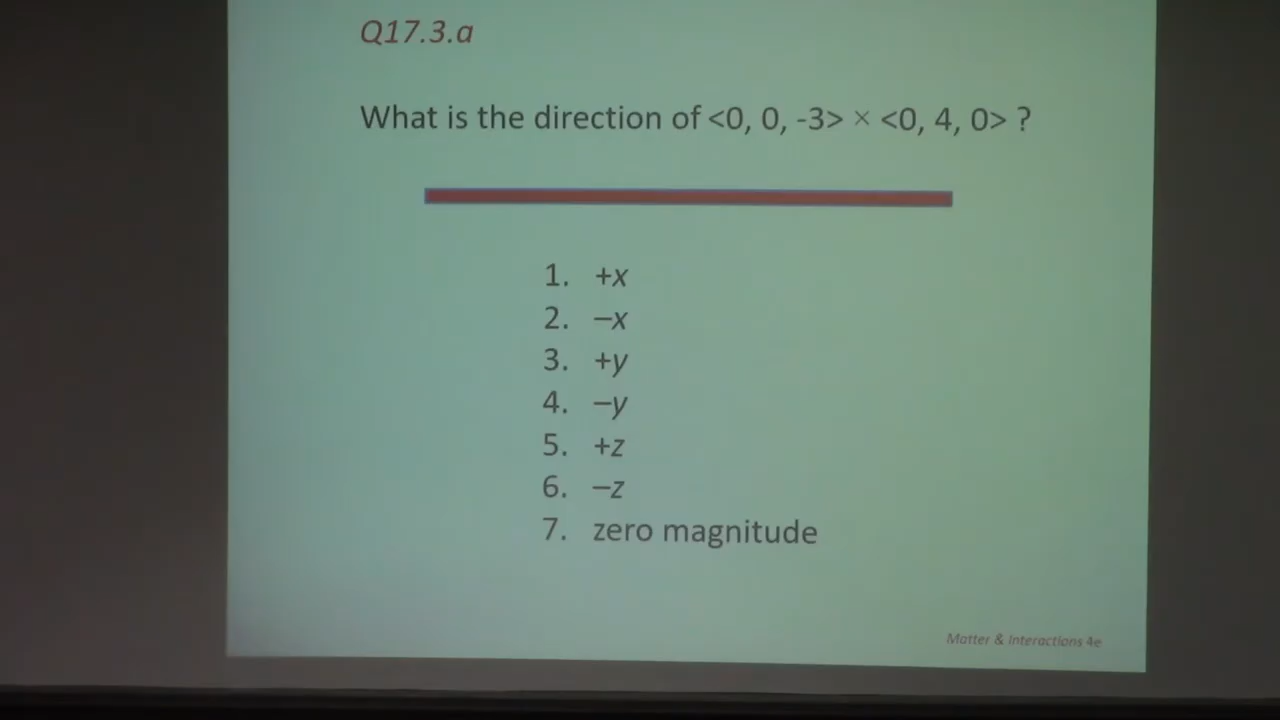 Q17.3.a
What is the direction of <0, 0, -3> × <0, 4, 0> ?
1. +x
2. –x
3. +y
4. –y
5. +z
6. –z
7. zero magnitude
Matter & Interactions 4e